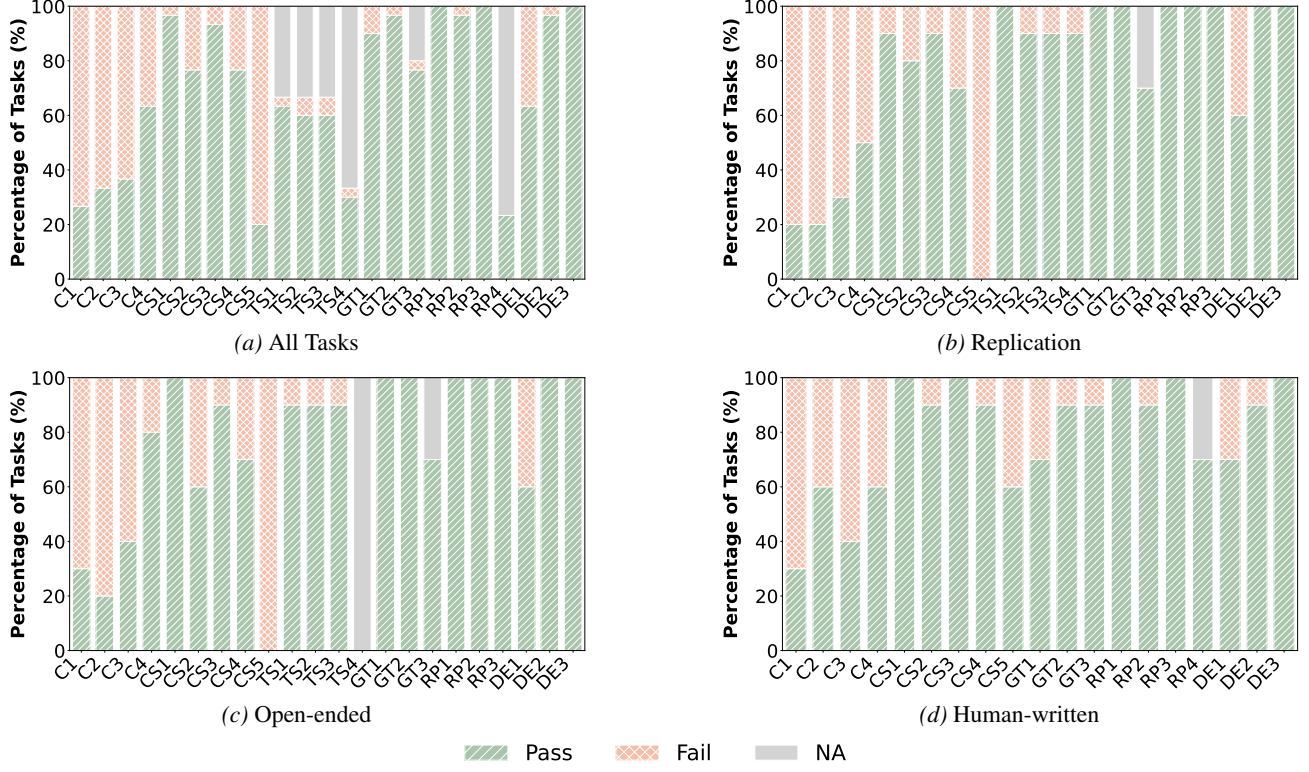 Percentage of Tasks (%)
100
80
60
40
20
0
C1 C2 C3 C4 CS1 CS2 CS3 CS4 CS5 TS1 TS2 TS3 TS4 GT1 GT2 GT3 RP1 RP2 RP3 RP4 DE1 DE2 DE3
(a) All Tasks
Percentage of Tasks (%)
100
80
60
40
20
0
C1 C2 C3 C4 CS1 CS2 CS3 CS4 CS5 TS1 TS2 TS3 TS4 GT1 GT2 GT3 RP1 RP2 RP3 DE1 DE2 DE3
(b) Replication
Percentage of Tasks (%)
100
80
60
40
20
0
C1 C2 C3 C4 CS1 CS2 CS3 CS4 CS5 TS1 TS2 TS3 TS4 GT1 GT2 GT3 RP1 RP2 RP3 DE1 DE2 DE3
(c) Open-ended
Percentage of Tasks (%)
100
80
60
40
20
0
C1 C2 C3 C4 CS1 CS2 CS3 CS4 CS5 GT1 GT2 GT3 RP1 RP2 RP3 RP4 DE1 DE2 DE3
(d) Human-written
Pass Fail NA